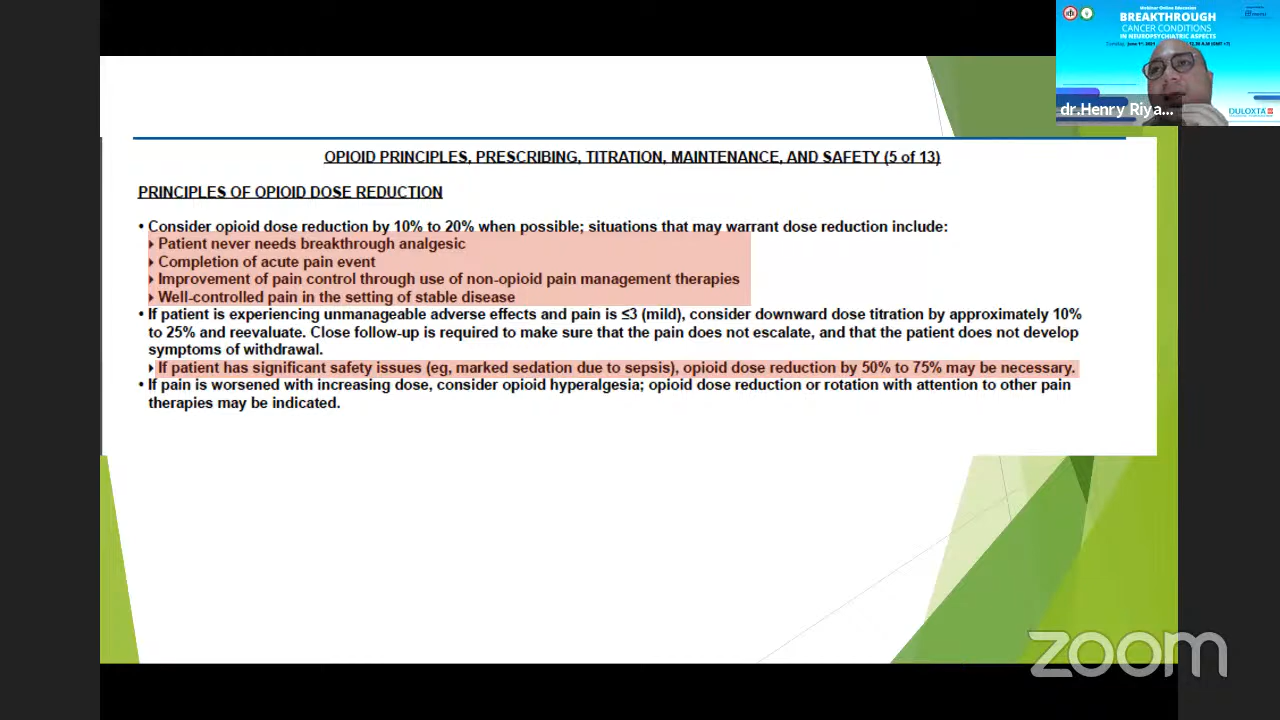 Webinar Online Education
BREAKTHROUGH
CANCER CONDITIONS
IN NEUROPSYCHIATRIC ASPECTS
dr.Henry Riya...
DULOXTA
OPIOID PRINCIPLES, PRESCRIBING, TITRATION, MAINTENANCE, AND SAFETY (5 of 13)
PRINCIPLES OF OPIOID DOSE REDUCTION
• Consider opioid dose reduction by 10% to 20% when possible; situations that may warrant dose reduction include:
Patient never needs breakthrough analgesic
Completion of acute pain event
Improvement of pain control through use of non-opioid pain management therapies
Well-controlled pain in the setting of stable disease
• If patient is experiencing unmanageable adverse effects and pain is ≤3 (mild), consider downward dose titration by approximately 10%
to 25% and reevaluate. Close follow-up is required to make sure that the pain does not escalate, and that the patient does not develop
symptoms of withdrawal.
If patient has significant safety issues (eg, marked sedation due to sepsis), opioid dose reduction by 50% to 75% may be necessary.
• If pain is worsened with increasing dose, consider opioid hyperalgesia; opioid dose reduction or rotation with attention to other pain
therapies may be indicated.
zoom